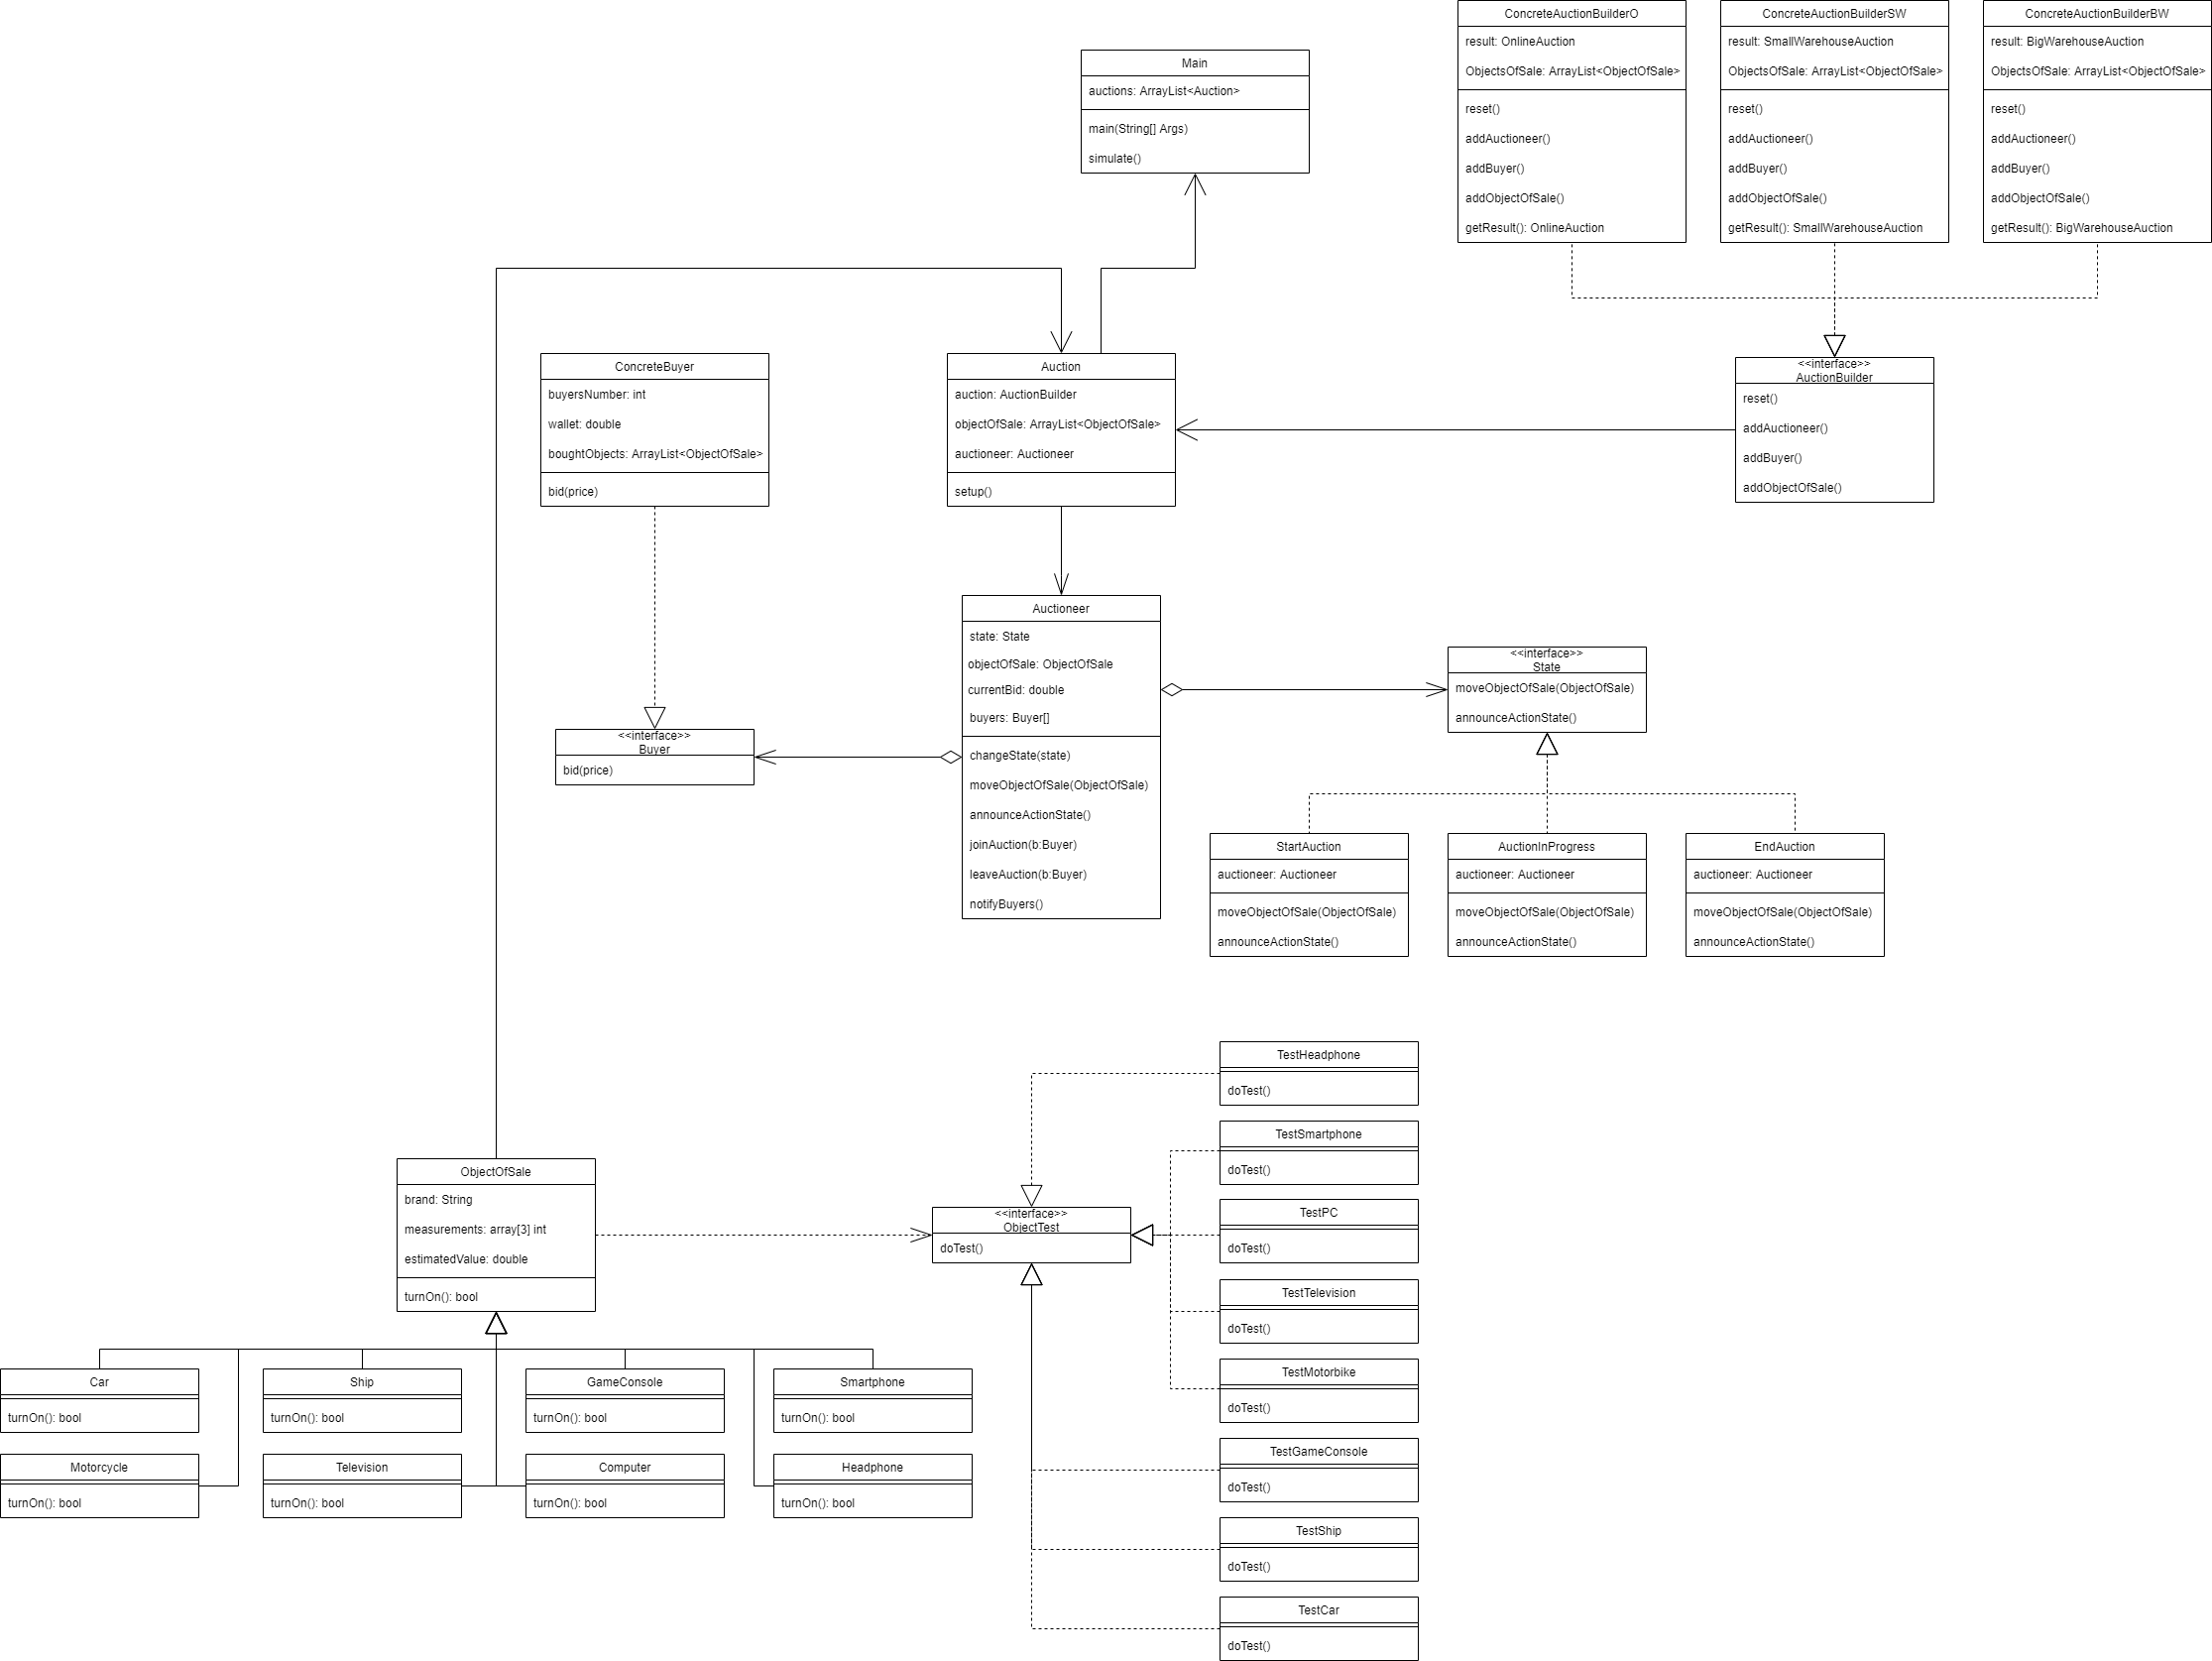 ConcreteAuctionBuilderO
result: OnlineAuction
ObjectsOfSale: ArrayList<ObjectOfSale>
reset()
addAuctioneer()
addBuyer()
addObjectOfSale()
getResult(): OnlineAuction
ConcreteAuctionBuilderSW
result: SmallWarehouseAuction
ObjectsOfSale: ArrayList<ObjectOfSale>
reset()
addAuctioneer()
addBuyer()
addObjectOfSale()
getResult(): SmallWarehouseAuction
ConcreteAuctionBuilderBW
result: BigWarehouseAuction
ObjectsOfSale: ArrayList<ObjectOfSale>
reset()
addAuctioneer()
addBuyer()
addObjectOfSale()
getResult(): BigWarehouseAuction
Main
auctions: ArrayList<Auction>
main(String[] Args)
simulate()
ConcreteBuyer
buyersNumber: int
wallet: double
boughtObjects: ArrayList<ObjectOfSale>
bid(price)
Auction
auction: AuctionBuilder
objectOfSale: ArrayList<ObjectOfSale>
auctioneer: Auctioneer
setup()
<<interface>>
AuctionBuilder
reset()
addAuctioneer()
addBuyer()
addObjectOfSale()
Auctioneer
state: State
objectOfSale: ObjectOfSale
currentBid: double
buyers: Buyer[]
changeState(state)
moveObjectOfSale(ObjectOfSale)
announceActionState()
joinAuction(b:Buyer)
leaveAuction(b:Buyer)
notifyBuyers()
<<interface>>
State
moveObjectOfSale(ObjectOfSale)
announceActionState()
<<interface>>
Buyer
bid(price)
StartAuction
auctioneer: Auctioneer
moveObjectOfSale(ObjectOfSale)
announceActionState()
AuctionInProgress
auctioneer: Auctioneer
moveObjectOfSale(ObjectOfSale)
announceActionState()
EndAuction
auctioneer: Auctioneer
moveObjectOfSale(ObjectOfSale)
announceActionState()
ObjectOfSale
brand: String
measurements: array[3] int
estimatedValue: double
turnOn(): bool
<<interface>>
ObjectTest
doTest()
TestHeadphone
doTest()
TestSmartphone
doTest()
TestPC
doTest()
TestTelevision
doTest()
TestMotorbike
doTest()
TestGameConsole
doTest()
TestShip
doTest()
TestCar
doTest()
Car
turnOn(): bool
Ship
turnOn(): bool
GameConsole
turnOn(): bool
Smartphone
turnOn(): bool
Motorcycle
turnOn(): bool
Television
turnOn(): bool
Computer
turnOn(): bool
Headphone
turnOn(): bool